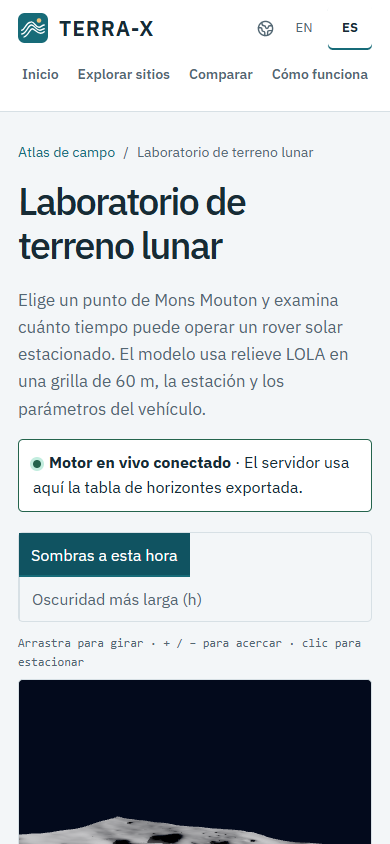 TERRA-X
EN
ES
Inicio
Explorar sitios
Comparar
Cómo funciona
Atlas de campo / Laboratorio de terreno lunar
Laboratorio de
terreno lunar
Elige un punto de Mons Mouton y examina
cuánto tiempo puede operar un rover solar
estacionado. El modelo usa relieve LOLA en
una grilla de 60 m, la estación y los
parámetros del vehículo.
Motor en vivo conectado · El servidor usa
aquí la tabla de horizontes exportada.
Sombras a esta hora
Oscuridad más larga (h)
Arrastra para girar · + / − para acercar · clic para
estacionar